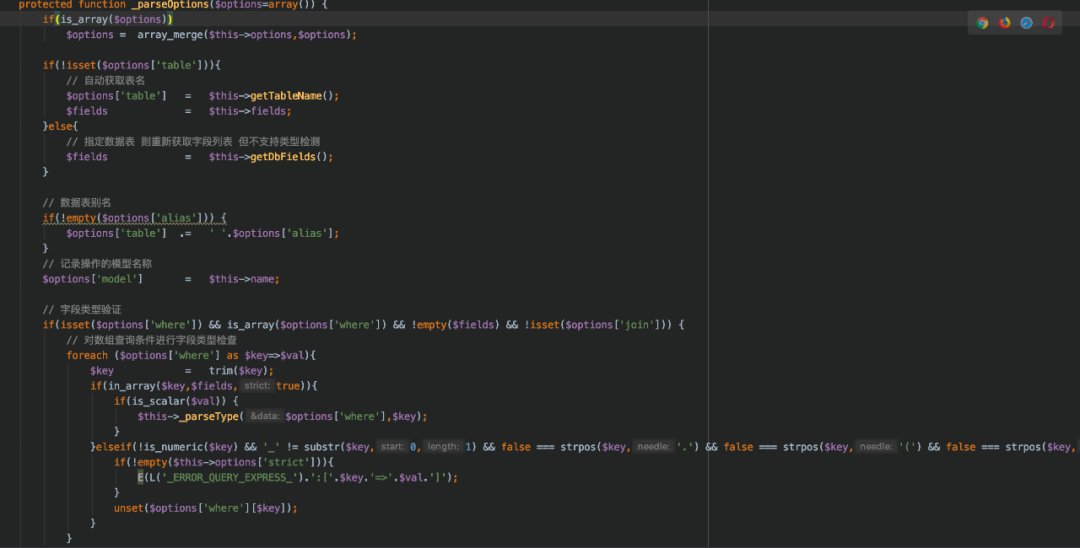 protected function _parseOptions($options=array()) {
if(is_array($options))
$options =  array_merge($this->options,$options);
if(!isset($options['table'])){
// 自动获取表名
$options['table']   =   $this->getTableName();
$fields             =   $this->fields;
}else{
// 指定数据表 则重新获取字段列表 但不支持类型检测
$fields             =   $this->getDbFields();
}
// 数据表别名
if(!empty($options['alias'])) {
$options['table']  .=   ' '.$options['alias'];
}
// 记录操作的模型名称
$options['model']       =   $this->name;
// 字段类型验证
if(isset($options['where']) && is_array($options['where']) && !empty($fields) && !isset($options['join'])) {
// 对数组查询条件进行字段类型检查
foreach ($options['where'] as $key=>$val){
$key            =   trim($key);
if(in_array($key,$fields, strict: true)){
if(is_scalar($val)) {
$this->_parseType( &data: $options['where'],$key);
}
}elseif(!is_numeric($key) && '_' != substr($key, start: 0, length: 1) && false === strpos($key, needle: '.') && false === strpos($key, needle: '(') && false === strpos($key,
if(!empty($this->options['strict'])){
E(L('_ERROR_QUERY_EXPRESS_').':['.$key.'=>'.$val.']');
}
unset($options['where'][$key]);
}
}